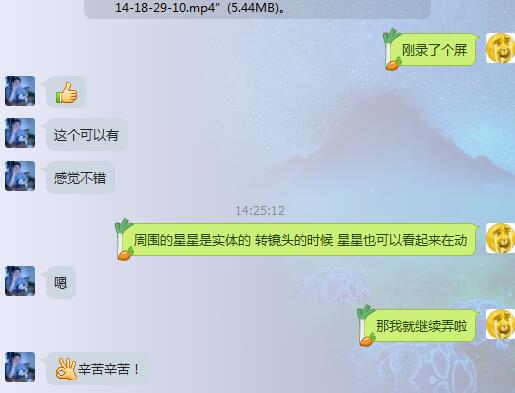 14-18-29-10.mp4”(5.44MB)。
刚录了个屏
这个可以有
感觉不错
14:25:12
周围的星星是实体的 转镜头的时候 星星也可以看起来在动
嗯
那我就继续弄啦
辛苦辛苦！